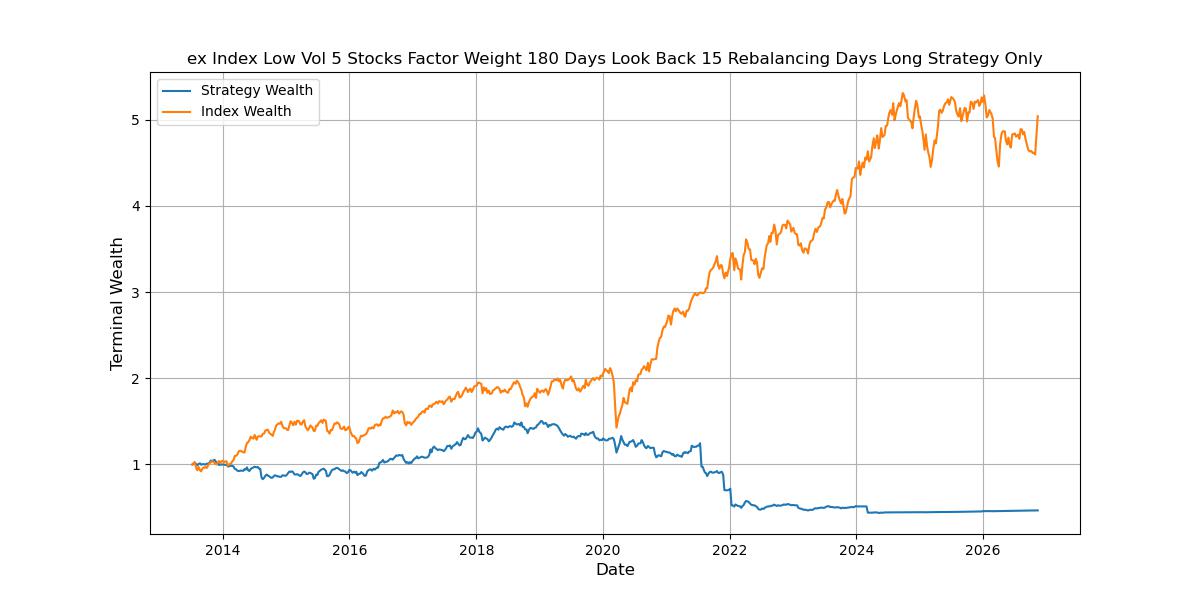 ex Index Low Vol 5 Stocks Factor Weight 180 Days Look Back 15 Rebalancing Days Long Strategy Only
Strategy Wealth
Index Wealth
Terminal Wealth
5
4
3
2
1
2014 2016 2018 2020 2022 2024 2026
Date